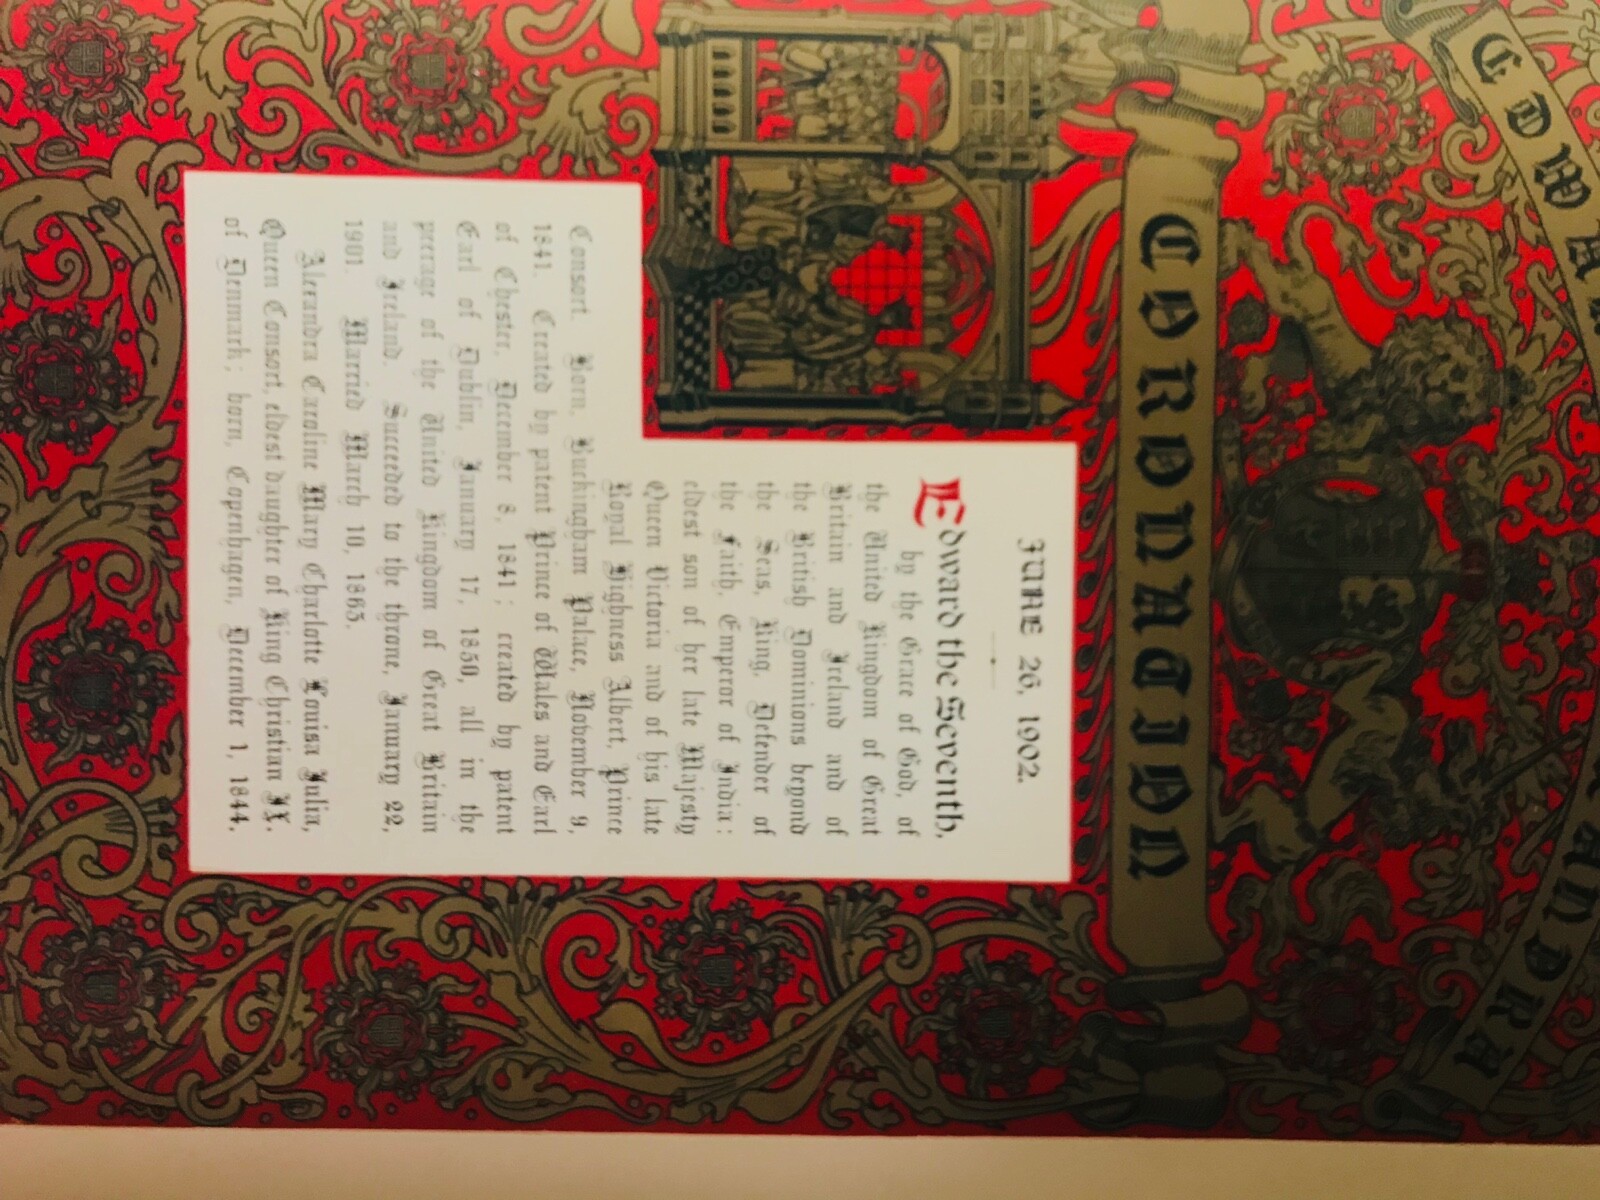 EDWARD
ANDRA
CORONATION
JUNE 26, 1902.
Edward the Seventh,
by the Grace of God, of
the United Kingdom of Great
Britain and Ireland and of
the British Dominions beyond
the Seas, King, Defender of
the Faith, Emperor of India;
eldest son of her late Majesty
Queen Victoria and of his late
Royal Highness Albert, Prince
Consort. Born, Buckingham Palace, November 9,
1841. Created by patent Prince of Wales and Earl
of Chester, December 8, 1841; created by patent
Earl of Dublin, January 17, 1850, all in the
peerage of the United Kingdom of Great Britain
and Ireland. Succeeded to the throne, January 22,
1901. Married March 10, 1863.
Alexandra Caroline Mary Charlotte Louisa Julia,
Queen Consort, eldest daughter of King Christian IX.
of Denmark; born, Copenhagen, December 1, 1844.